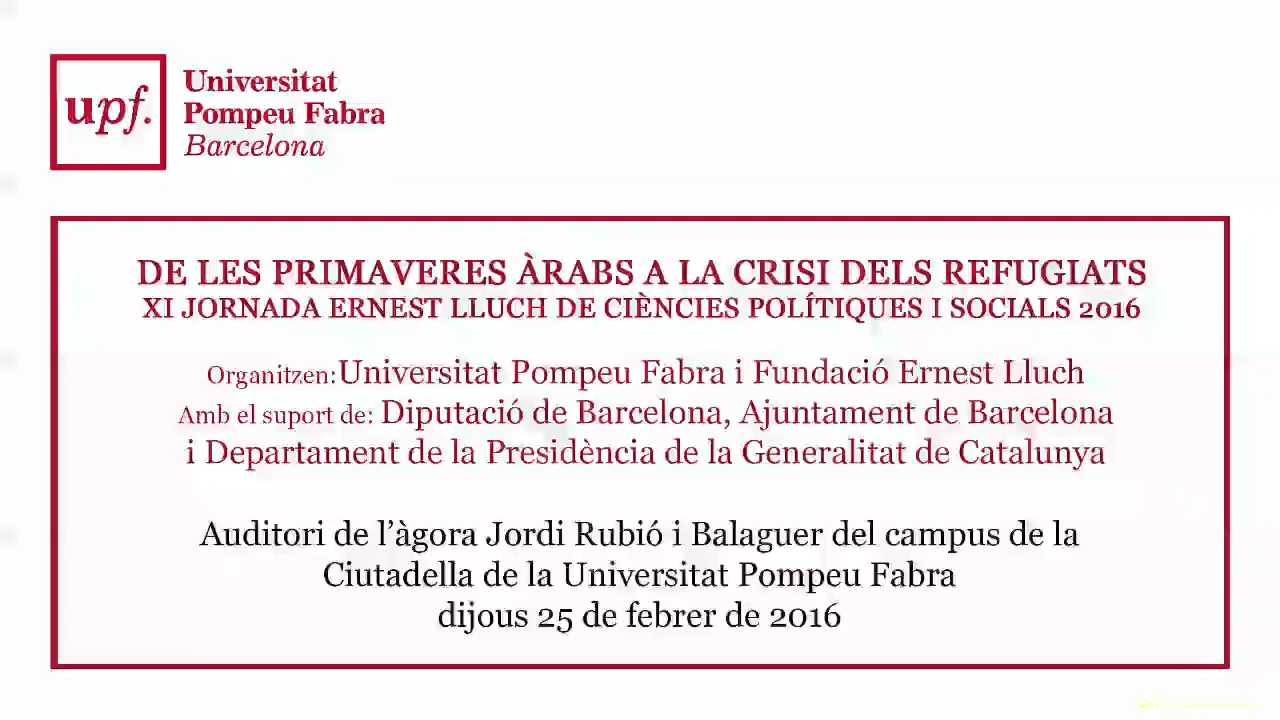 upf.
Universitat
Pompeu Fabra
Barcelona
DE LES PRIMAVERES ÀRABS A LA CRISI DELS REFUGIATS
XI JORNADA ERNEST LLUCH DE CIÈNCIES POLÍTIQUES I SOCIALS 2016
Organitzen: Universitat Pompeu Fabra i Fundació Ernest Lluch
Amb el suport de: Diputació de Barcelona, Ajuntament de Barcelona
i Departament de la Presidència de la Generalitat de Catalunya
Auditori de l’àgora Jordi Rubió i Balaguer del campus de la
Ciutadella de la Universitat Pompeu Fabra
dijous 25 de febrer de 2016